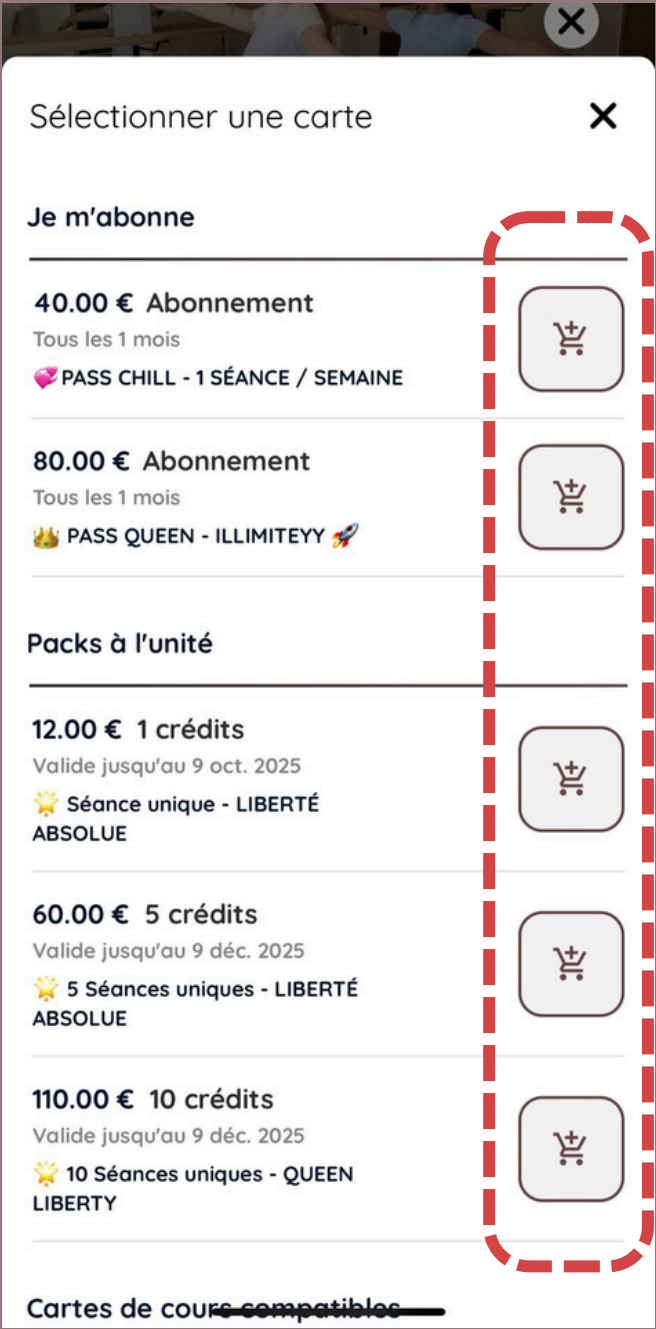 Sélectionner une carte
Je m'abonne
40.00 € Abonnement
Tous les 1 mois
💞 PASS CHILL - 1 SÉANCE / SEMAINE
80.00 € Abonnement
Tous les 1 mois
👑 PASS QUEEN - ILLIMITEYY 🚀
Packs à l'unité
12.00 € 1 crédits
Valide jusqu'au 9 oct. 2025
🌟 Séance unique - LIBERTÉ
ABSOLUE
60.00 € 5 crédits
Valide jusqu'au 9 déc. 2025
🌟 5 Séances uniques - LIBERTÉ
ABSOLUE
110.00 € 10 crédits
Valide jusqu'au 9 déc. 2025
🌟 10 Séances uniques - QUEEN
LIBERTY
Cartes de cours compatibles